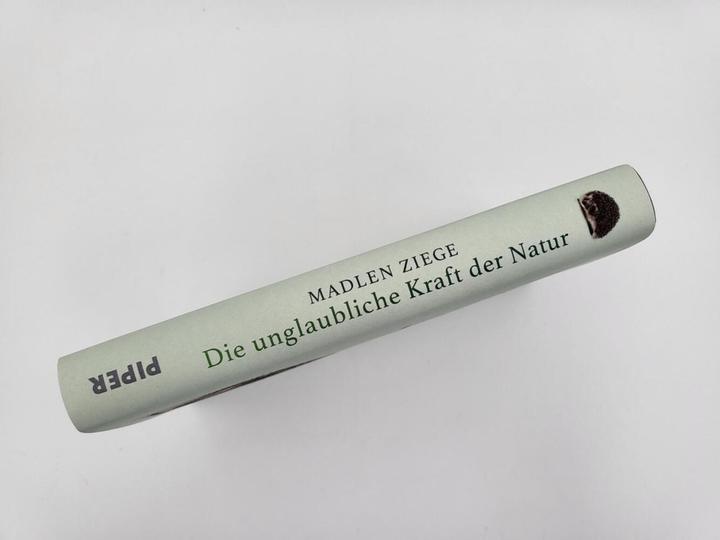 MADLEN ZIEGE
Die unglaubliche Kraft der Natur
PIPER